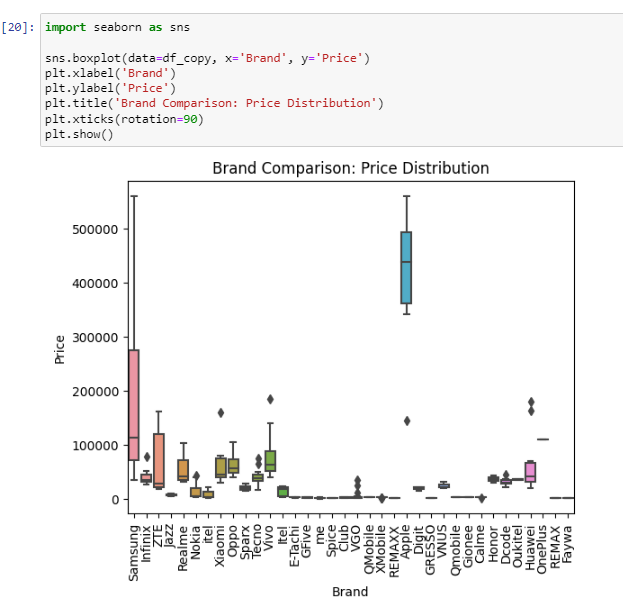 [20]: import seaborn as sns
sns.boxplot(data=df_copy, x='Brand', y='Price')
plt.xlabel('Brand')
plt.ylabel('Price')
plt.title('Brand Comparison: Price Distribution')
plt.xticks(rotation=90)
plt.show()
Brand Comparison: Price Distribution
500000
400000
300000
200000
100000
0
Price
Samsung
Infinix
ZTE
Jazz
Realme
Nokia
itel
Xiaomi
Oppo
Sparx
Tecno
Vivo
Itel
E-Tachi
GFive
me
Spice
Club
VGO
QMobile
XMobile
REMAXX
Apple
Digit
GRESSO
VNUS
Qmobile
Gionee
Calme
Honor
Dcode
Oukitel
Huawei
OnePlus
REMAX
Faywa
Brand